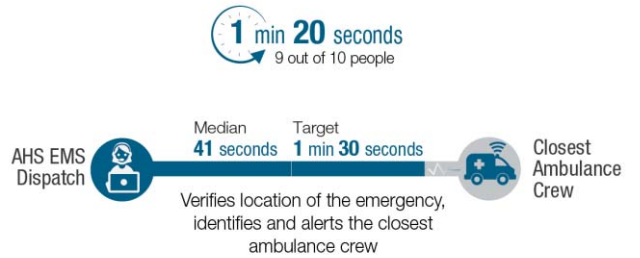 1 min 20 seconds
9 out of 10 people
AHS EMS
Dispatch
Median
41 seconds
Target
1 min 30 seconds
Closest
Ambulance
Crew
Verifies location of the emergency,
identifies and alerts the closest
ambulance crew